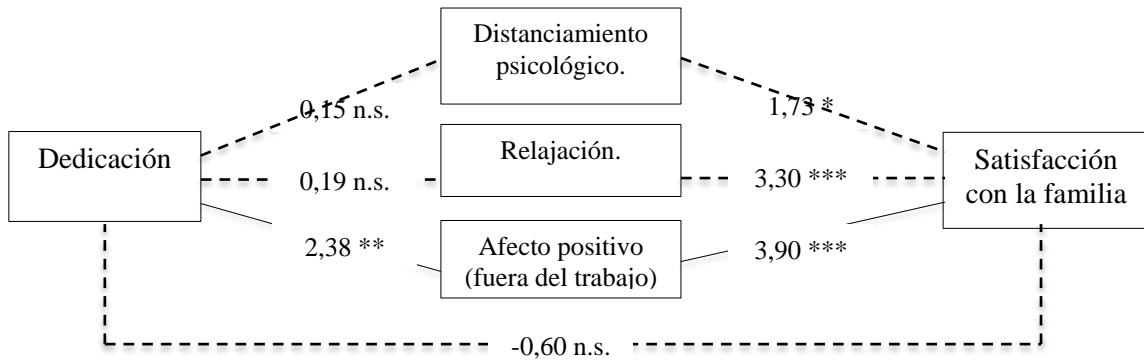 Distanciamiento
psicológico.
0,15 n.s.
1,73 *
Dedicación
Relajación.
Satisfacción
con la familia
0,19 n.s.
3,30 ***
2,38 **
Afecto positivo
(fuera del trabajo)
3,90 ***
-0,60 n.s.